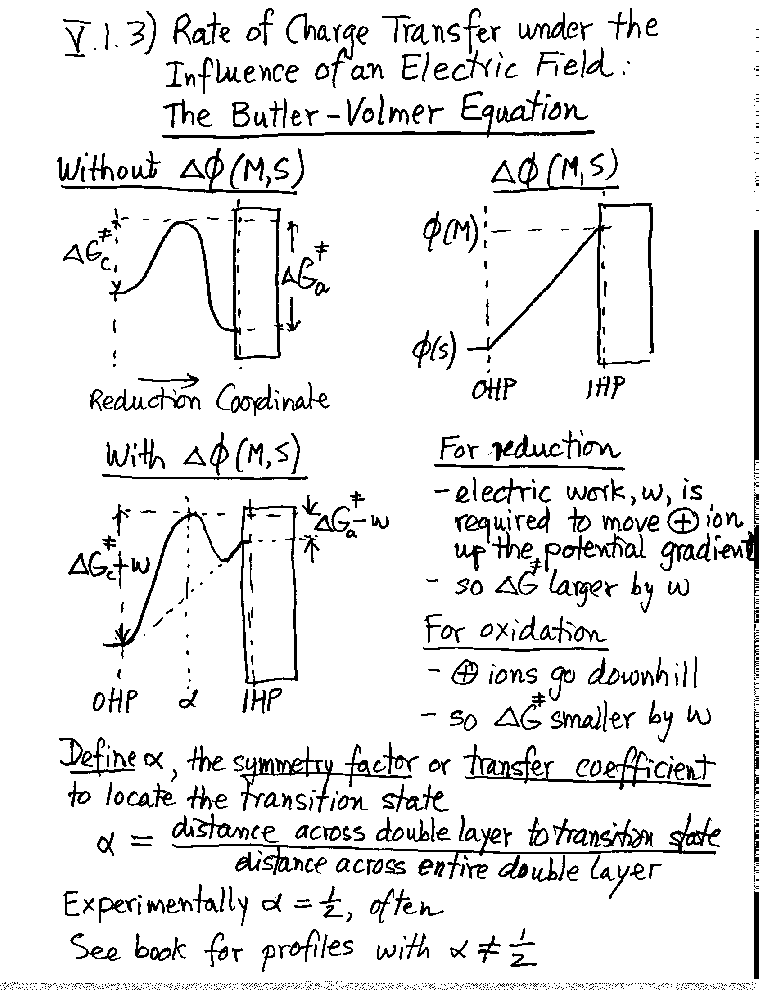 V.1.3) Rate of Charge Transfer under the
Influence of an Electric Field:
The Butler-Volmer Equation
Without Δϕ(M,S)
ΔG‡c
ΔG‡a
Reduction Coordinate
Δϕ(M,S)
ϕ(M)
ϕ(S)
OHP IHP
With Δϕ(M,S)
ΔG‡a-w
ΔG‡c+w
OHP α IHP
For reduction
- electric work, w, is
required to move ⊕ ion
up the potential gradient
- so ΔG‡ larger by w
For oxidation
- ⊕ ions go downhill
- so ΔG‡ smaller by w
Define α, the symmetry factor or transfer coefficient
to locate the transition state
α = distance across double layer to transition state
distance across entire double layer
Experimentally α = 1/2, often
See book for profiles with α ≠ 1/2